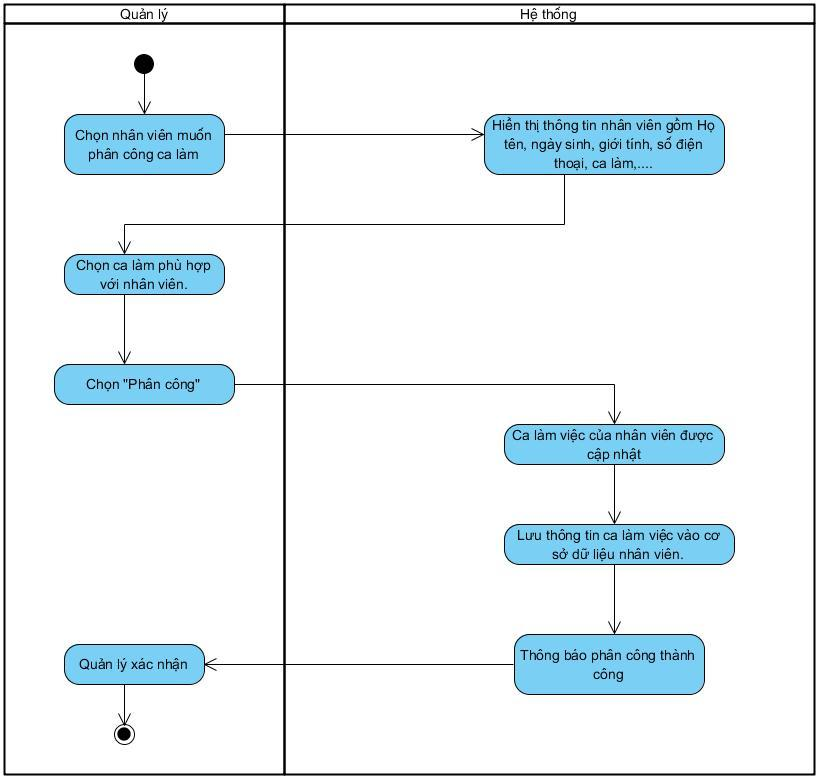 Quản lý
Hệ thống
Chọn nhân viên muốn
phân công ca làm
Hiển thị thông tin nhân viên gồm Họ
tên, ngày sinh, giới tính, số điện
thoại, ca làm,....
Chọn ca làm phù hợp
với nhân viên.
Chọn "Phân công"
Ca làm việc của nhân viên được
cập nhật
Lưu thông tin ca làm việc vào cơ
sở dữ liệu nhân viên.
Thông báo phân công thành
công
Quản lý xác nhận